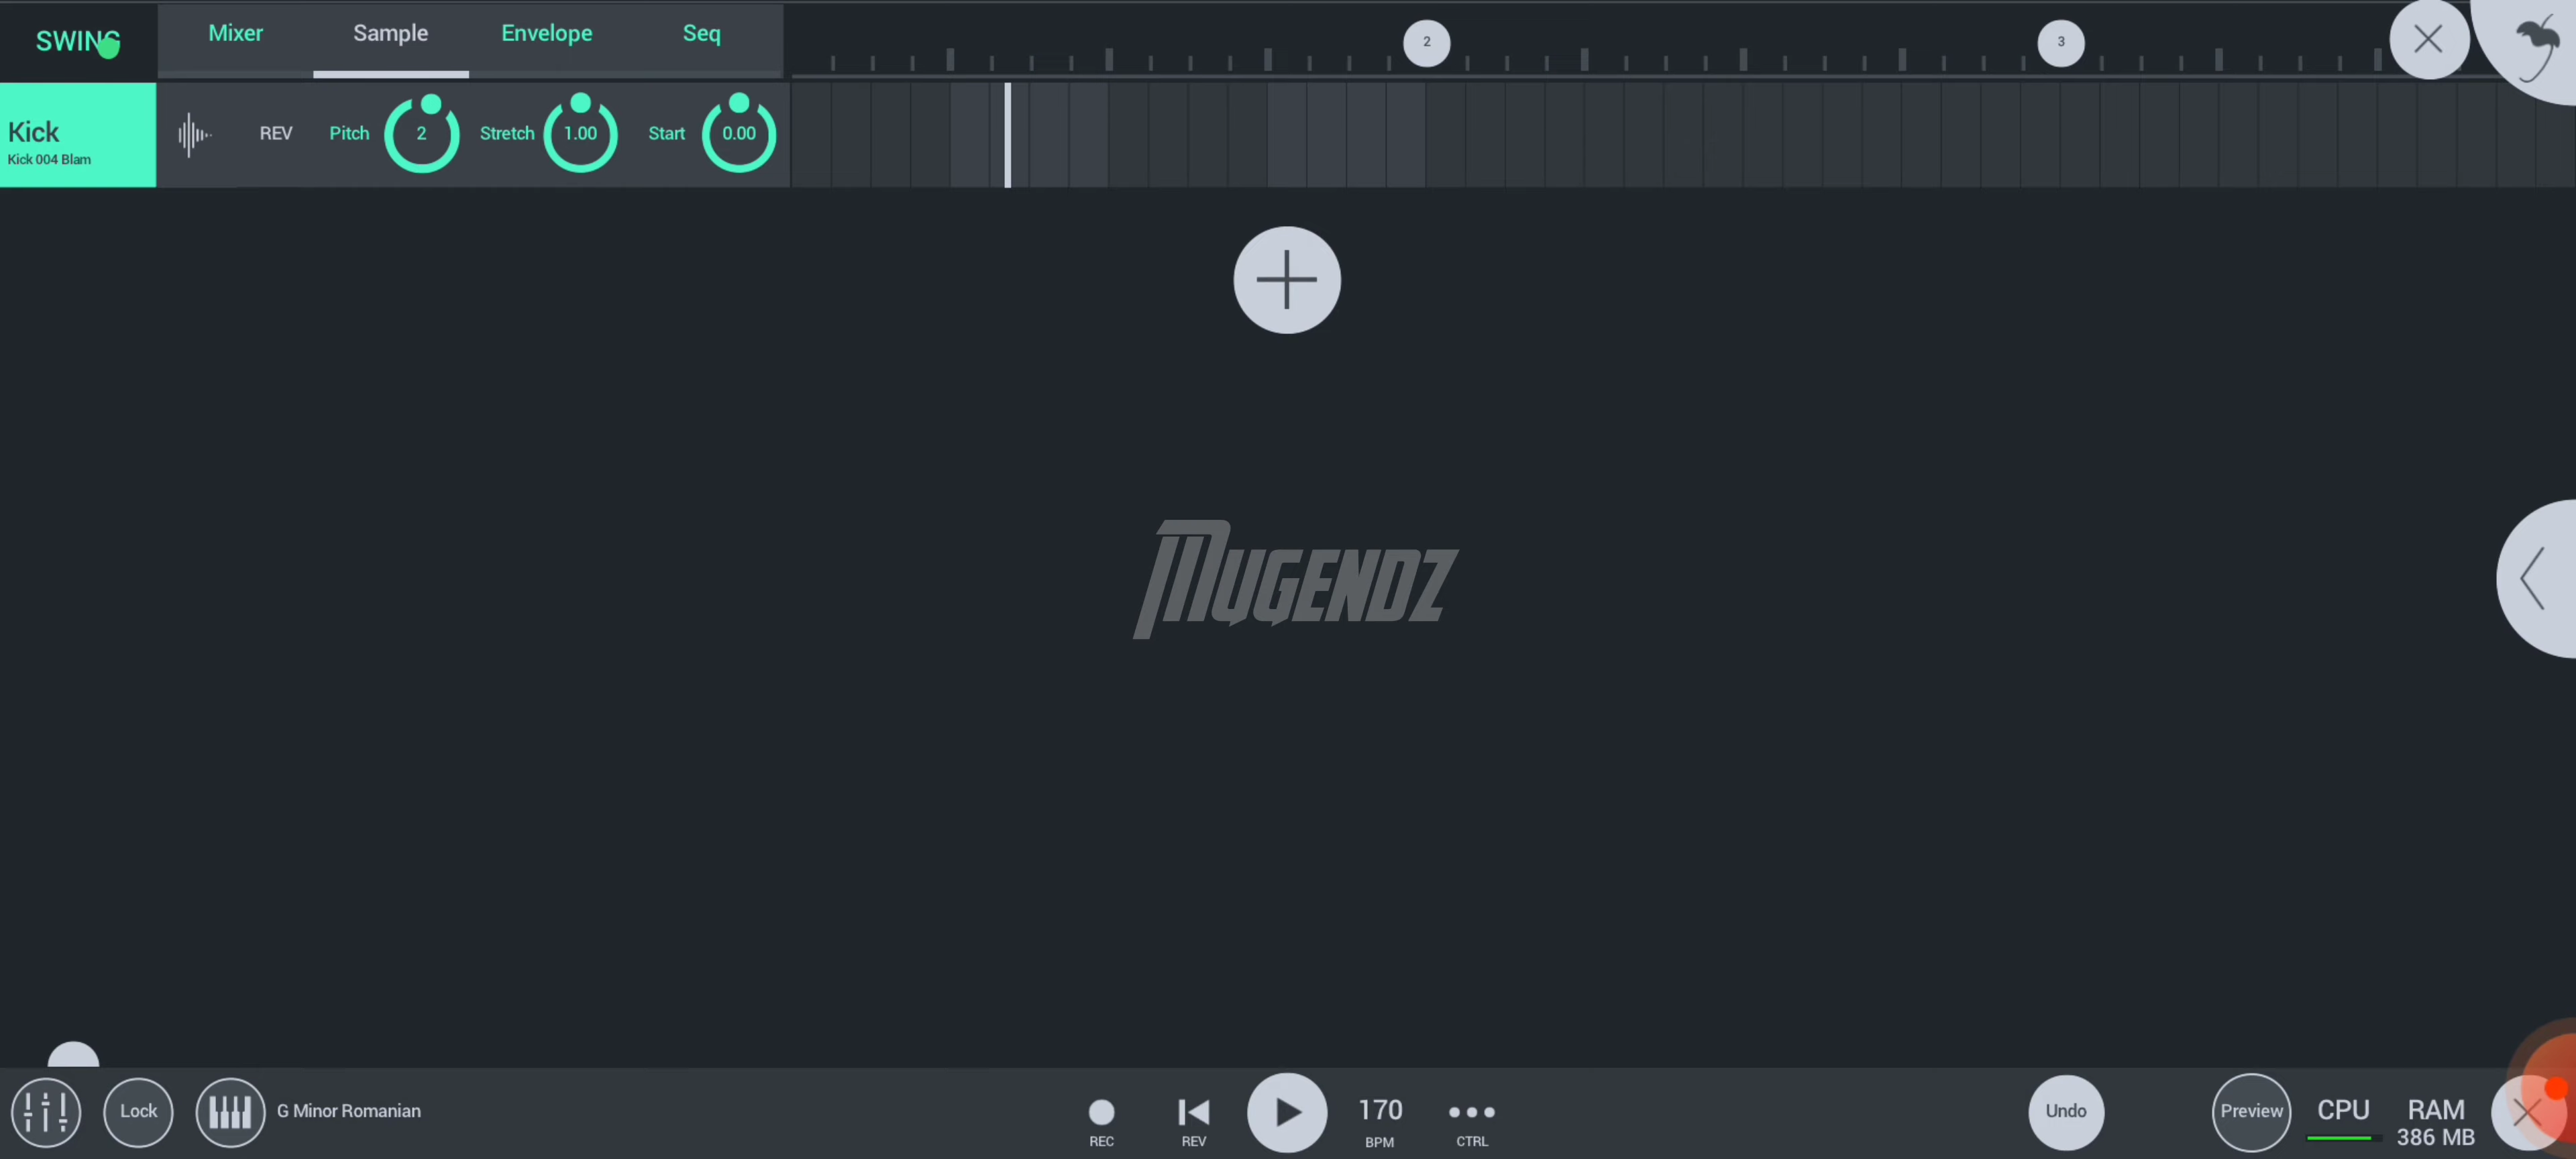 SWING
Mixer
Sample
Envelope
Seq
2
3
Kick
Kick 004 Blam
REV
Pitch
2
Stretch
1.00
Start
0.00
MUGENDZ
Lock
G Minor Romanian
REC
REV
170
BPM
CTRL
Undo
Preview
CPU
RAM
386 MB